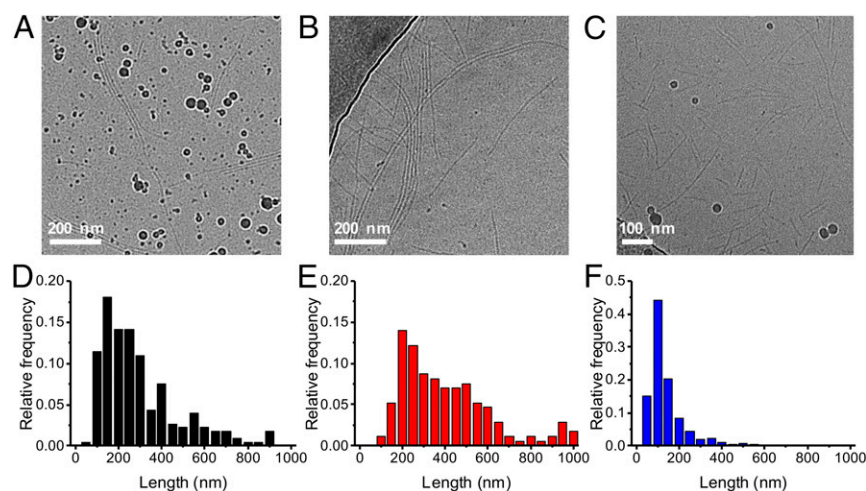 A B C
200 nm 200 nm 100 nm
D E F
Relative frequency Relative frequency Relative frequency
0.20 0.20 0.5
0.15 0.15 0.4
0.10 0.10 0.3
0.05 0.05 0.2
0.00 0.00 0.1
0.0
200 400 600 800 1000 200 400 600 800 1000 200 400 600 800 1000
Length (nm) Length (nm) Length (nm)